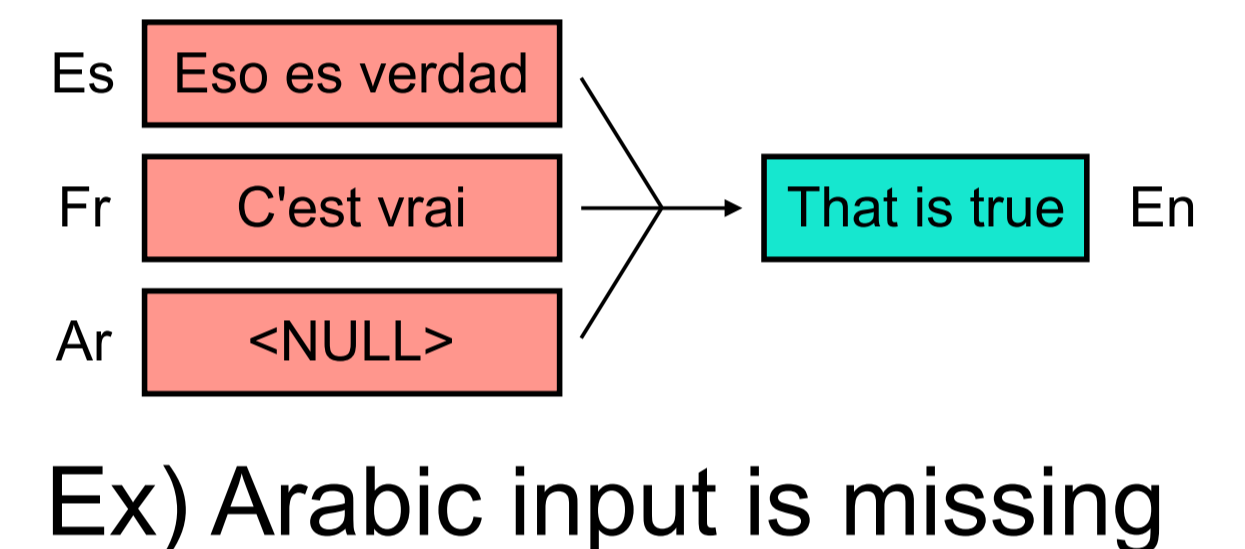 Es Eso es verdad
Fr C'est vrai That is true En
Ar <NULL>
Ex) Arabic input is missing